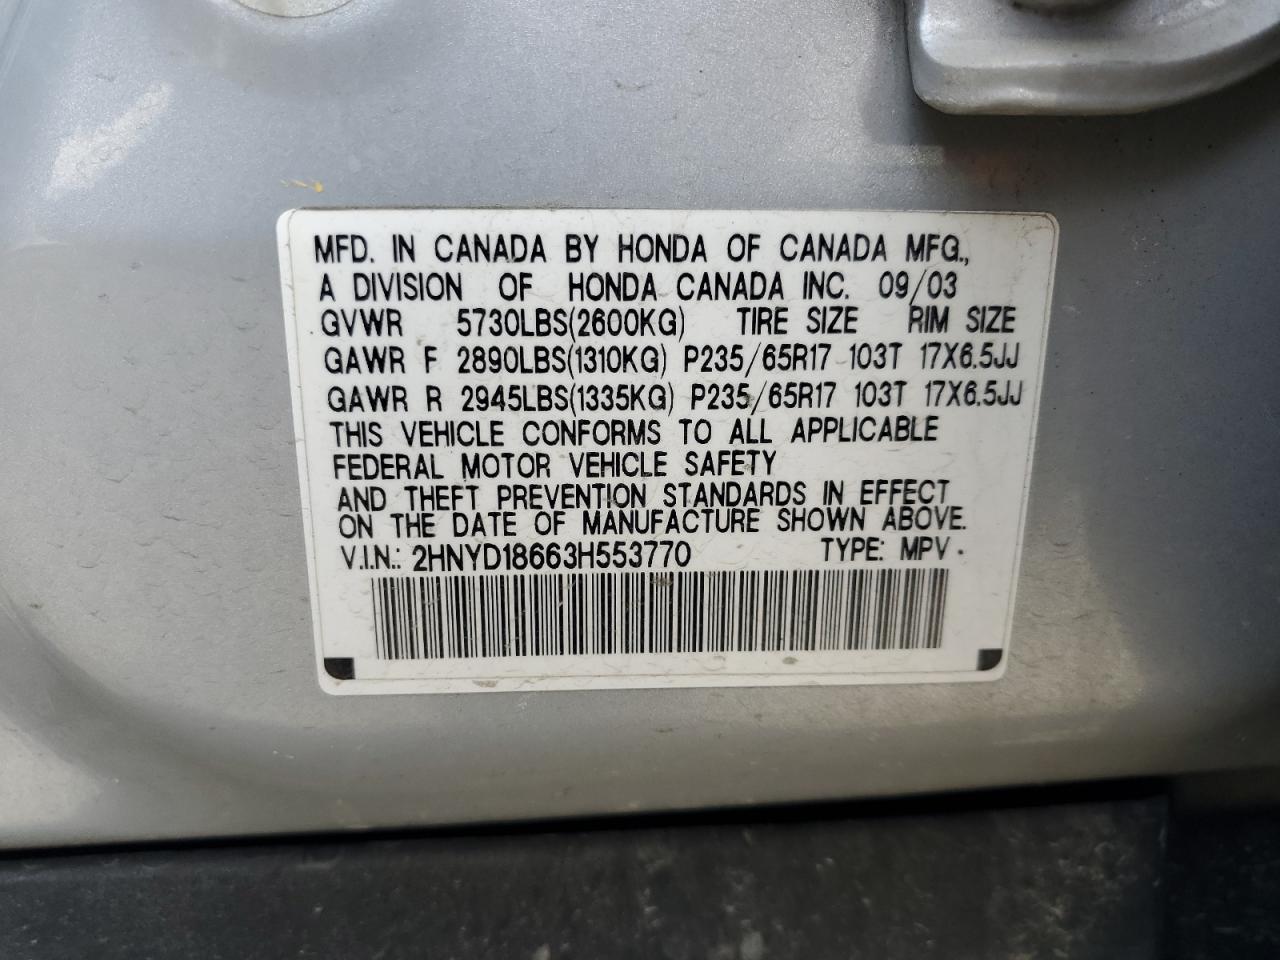 MFD. IN CANADA BY HONDA OF CANADA MFG.,
A DIVISION OF HONDA CANADA INC. 09/03
GVWR 5730LBS(2600KG) TIRE SIZE RIM SIZE
GAWR F 2890LBS(1310KG) P235/65R17 103T 17X6.5JJ
GAWR R 2945LBS(1335KG) P235/65R17 103T 17X6.5JJ
THIS VEHICLE CONFORMS TO ALL APPLICABLE
FEDERAL MOTOR VEHICLE SAFETY
AND THEFT PREVENTION STANDARDS IN EFFECT
ON THE DATE OF MANUFACTURE SHOWN ABOVE.
V.I.N.: 2HNYD18663H553770 TYPE: MPV